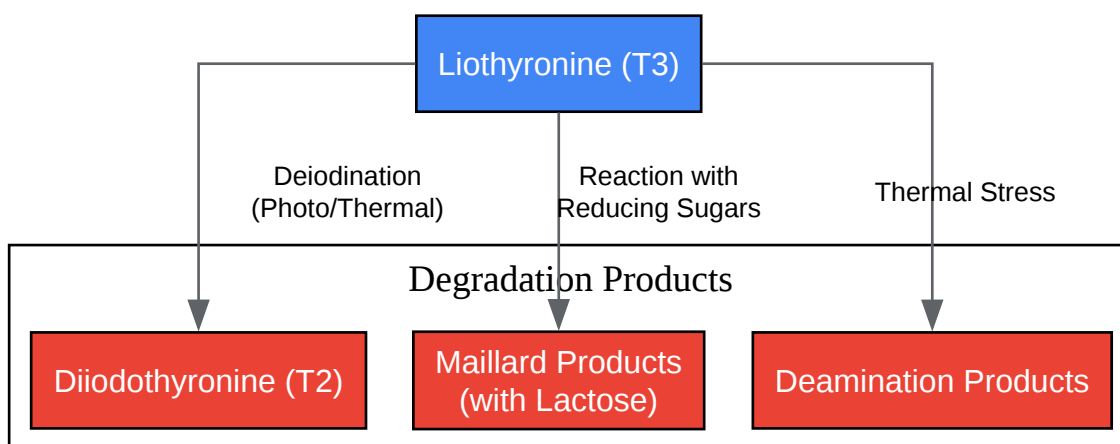 Liothyronine (T3)
Deiodination
(Photo/Thermal)
Reaction with
Reducing Sugars
Thermal Stress
Degradation Products
Diiodothyronine (T2)
Maillard Products
(with Lactose)
Deamination Products